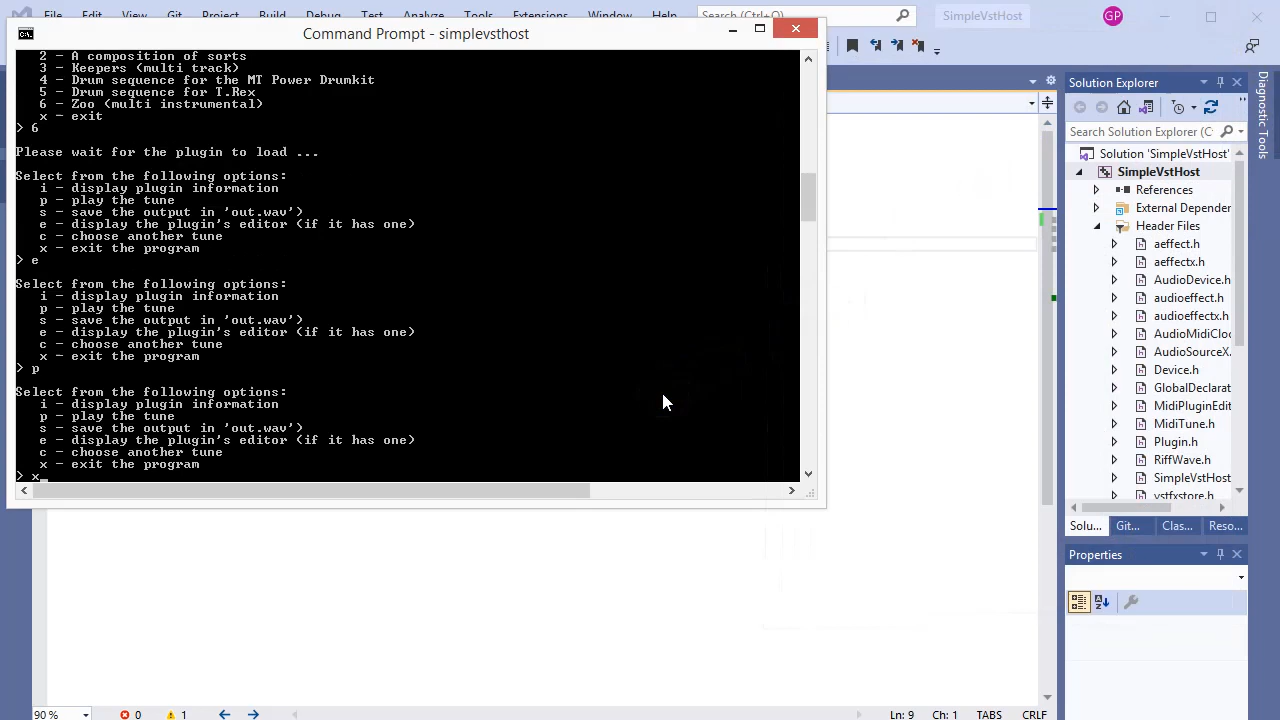 File Edit View Git Project Build Debug Test Analyze Tools Extensions Window Help Search (Ctrl+Q) SimpleVstHost GP
Command Prompt - simplevsthost
2 - A composition of sorts
4 - Drum sequence for the MT Power Drumkit
5 - Drum sequence for T.Rex
6 - Zoo (multi instrumental)
x - exit
> 6
Please wait for the plugin to load ...
Select from the following options:
i - display plugin information
p - play the tune
s - save the output in 'out.wav')
e - display the plugin's editor (if it has one)
c - choose another tune
x - exit the program
> e
Select from the following options:
i - display plugin information
p - play the tune
s - save the output in 'out.wav')
e - display the plugin's editor (if it has one)
c - choose another tune
x - exit the program
> p
Select from the following options:
i - display plugin information
p - play the tune
s - save the output in 'out.wav')
e - display the plugin's editor (if it has one)
c - choose another tune
x - exit the program
> x
Solution Explorer
Search Solution Explorer (C
Solution 'SimpleVstHost' (
SimpleVstHost
References
External Depender
Header Files
aeffect.h
aeffectx.h
AudioDevice.
audioeffect.h
audioeffectx.h
AudioMidiCloc
AudioSourceX.
Device.h
GlobalDeclarat
MidiPluginEdit
MidiTune.h
Plugin.h
RiffWave.h
SimpleVstHost
vstfxstore.h
Solu... Git... Clas... Reso...
Properties
Diagnostic Tools
90 % 0 1 Ln: 9 Ch: 1 TABS CRLF